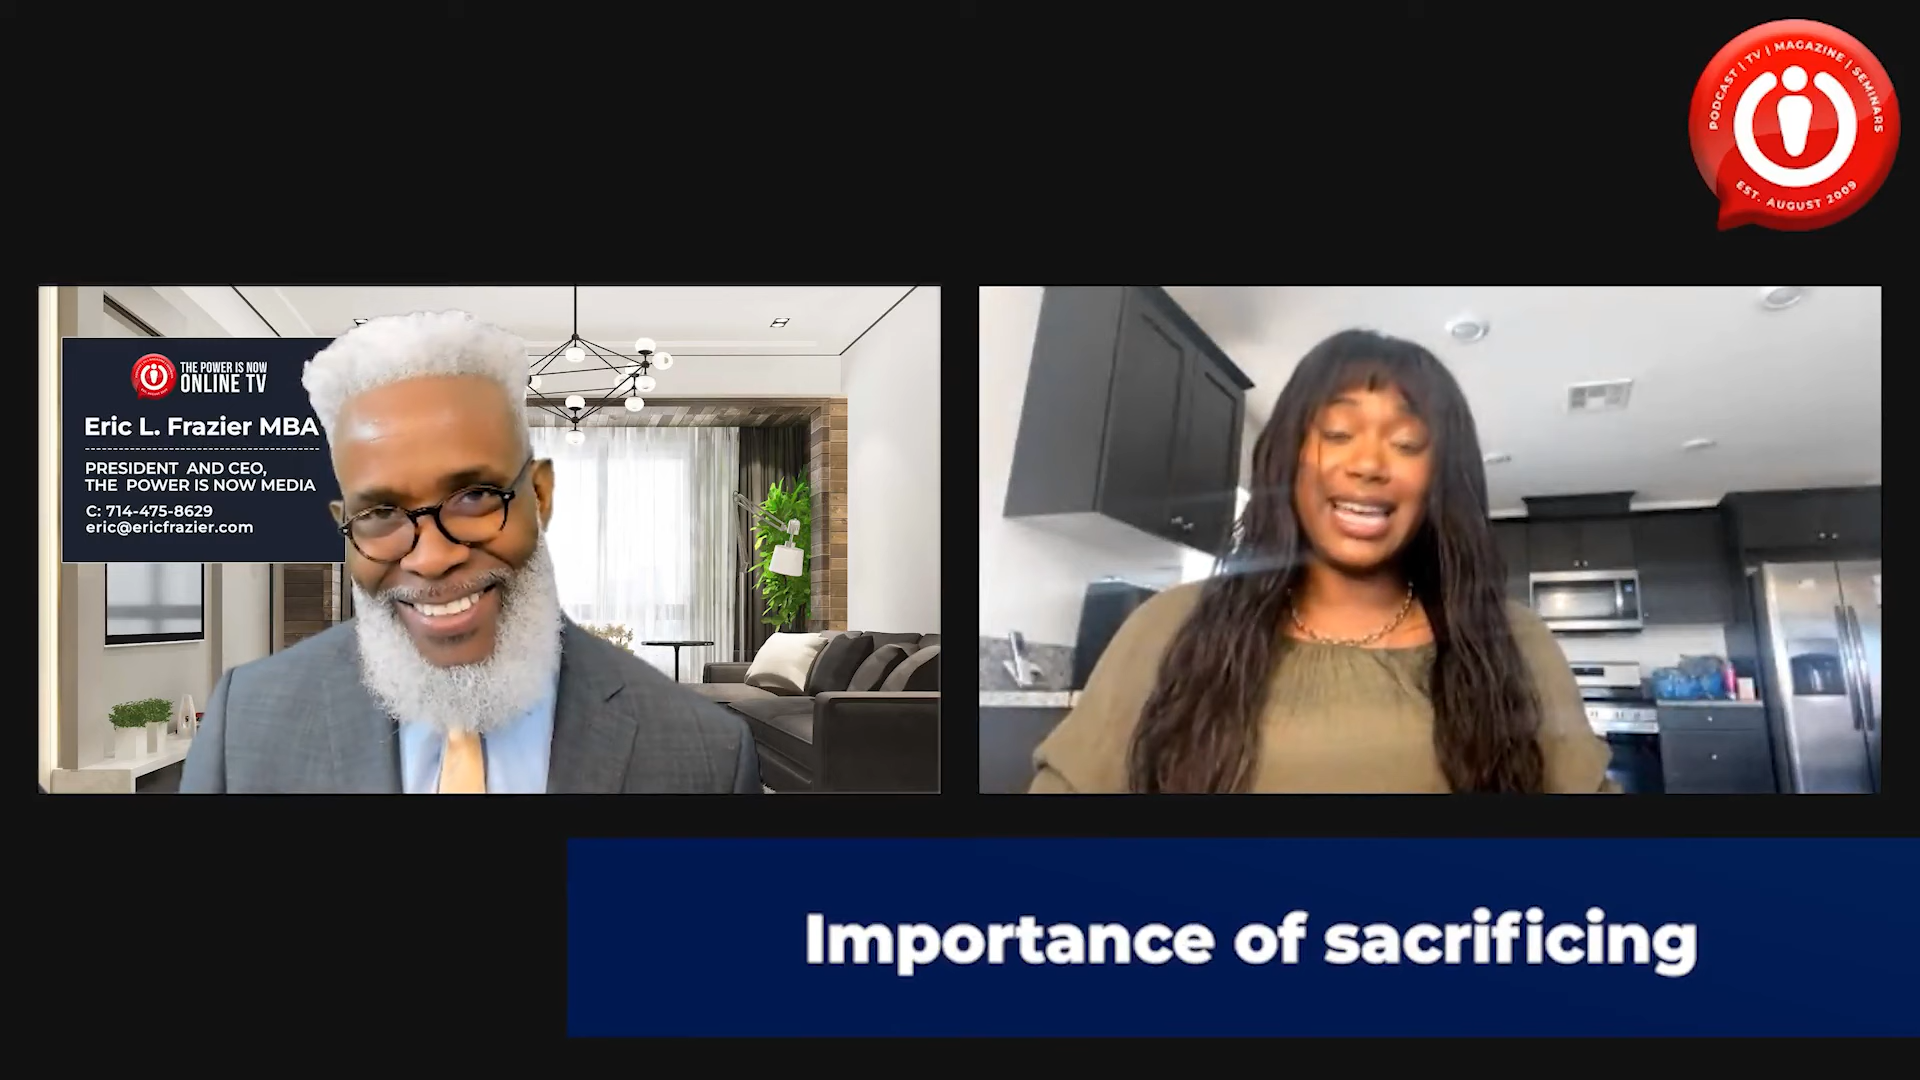 PODCAST | TV | MAGAZINE | SEMINARS
EST. AUGUST 2009
THE POWER IS NOW
ONLINE TV
Eric L. Frazier MBA
PRESIDENT AND CEO,
THE POWER IS NOW MEDIA
C: 714-475-8629
eric@ericfrazier.com
Importance of sacrificing